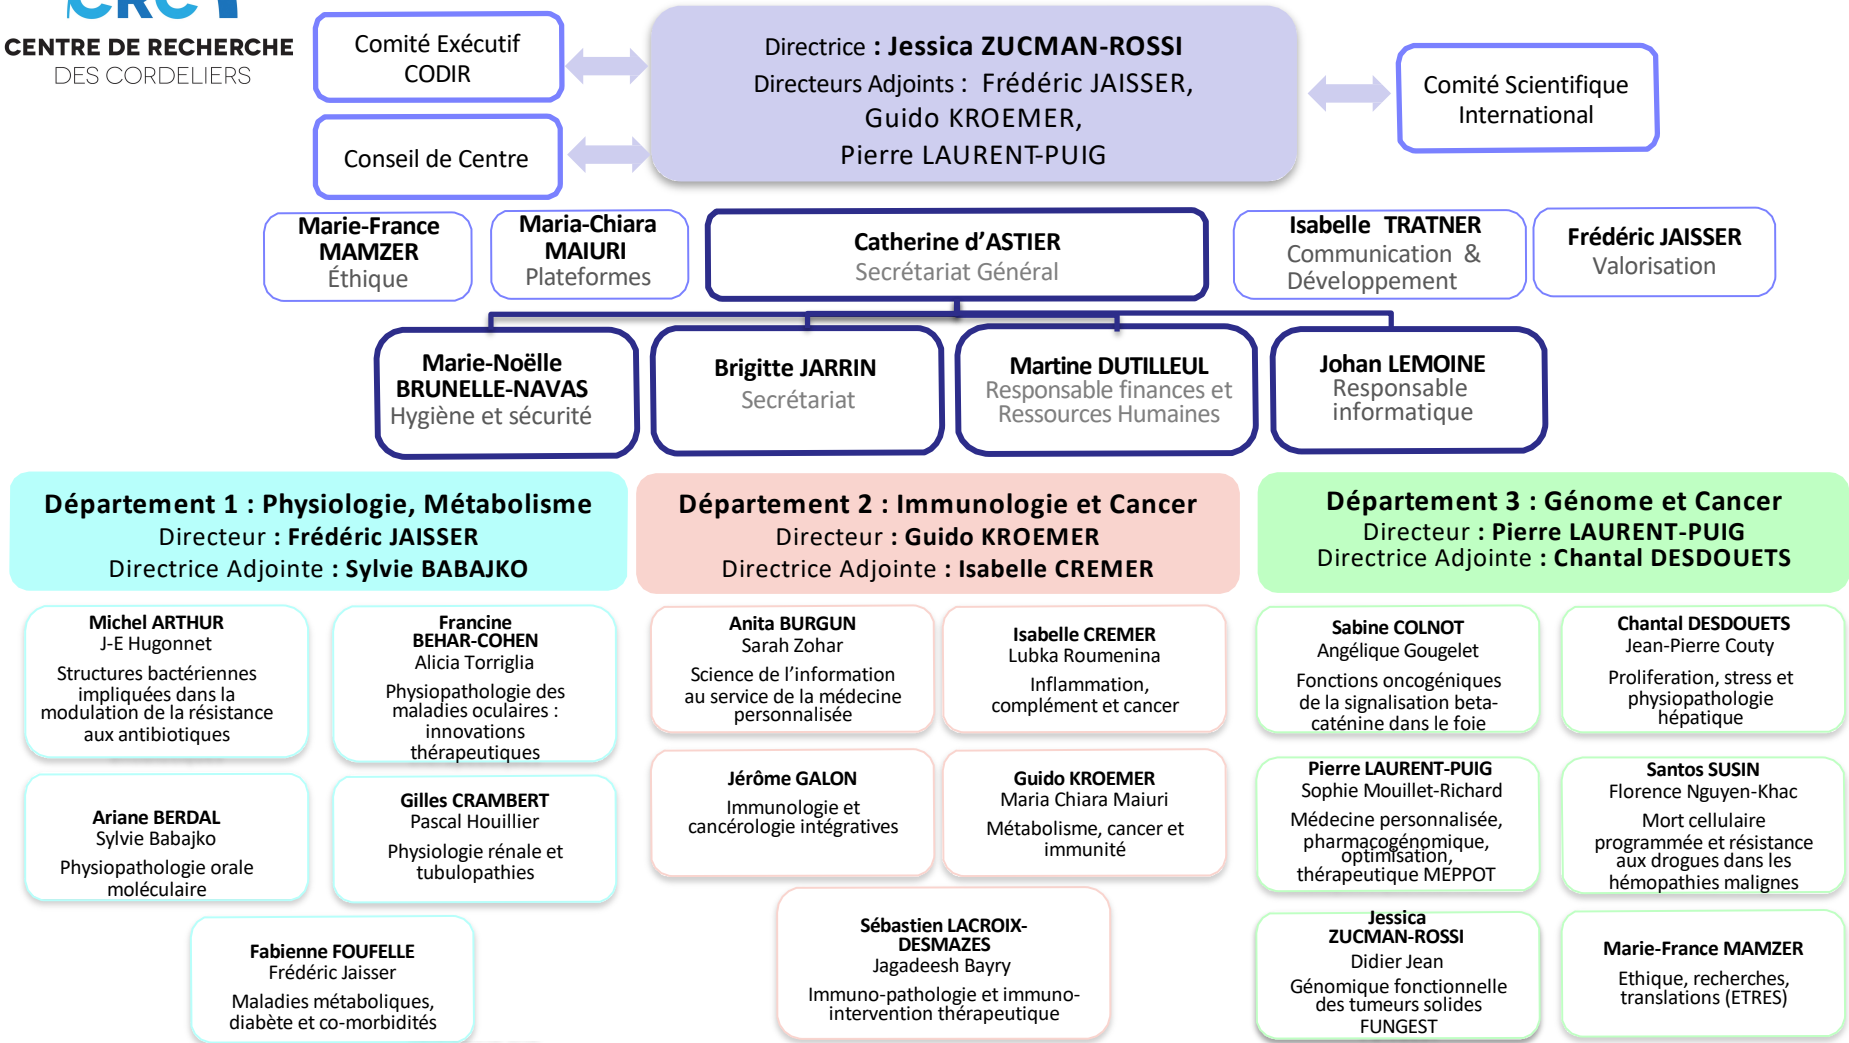 CRC
CENTRE DE RECHERCHE
DES CORDELIERS
Comité Exécutif
CODIR
Conseil de Centre
Directrice : Jessica ZUCMAN-ROSSI
Directeurs Adjoints : Frédéric JAISSER,
Guido KROEMER,
Pierre LAURENT-PUIG
Comité Scientifique
International
Marie-France
MAMZER
Éthique
Maria-Chiara
MAIURI
Plateformes
Catherine d’ASTIER
Secrétariat Général
Isabelle TRATNER
Communication &
Développement
Frédéric JAISSER
Valorisation
Marie-Noëlle
BRUNELLE-NAVAS
Hygiène et sécurité
Brigitte JARRIN
Secrétariat
Martine DUTILLEUL
Responsable finances et
Ressources Humaines
Johan LEMOINE
Responsable
informatique
Département 1 : Physiologie, Métabolisme
Directeur : Frédéric JAISSER
Directrice Adjointe : Sylvie BABAJKO
Michel ARTHUR
J-E Hugonnet
Structures bactériennes
impliquées dans la
modulation de la résistance
aux antibiotiques
Francine
BEHAR-COHEN
Alicia Torriglia
Physiopathologie des
maladies oculaires :
innovations
thérapeutiques
Ariane BERDAL
Sylvie Babajko
Physiopathologie orale
moléculaire
Gilles CRAMBERT
Pascal Houillier
Physiologie rénale et
tubulopathies
Fabienne FOUFELLE
Frédéric Jaisser
Maladies métaboliques,
diabète et co-morbidités
Département 2 : Immunologie et Cancer
Directeur : Guido KROEMER
Directrice Adjointe : Isabelle CREMER
Anita BURGUN
Sarah Zohar
Science de l’information
au service de la médecine
personnalisée
Isabelle CREMER
Lubka Roumenina
Inflammation,
complément et cancer
Jérôme GALON
Immunologie et
cancérologie intégratives
Guido KROEMER
Maria Chiara Maiuri
Métabolisme, cancer et
immunité
Sébastien LACROIX-
DESMAZES
Jagadeesh Bayry
Immuno-pathologie et immuno-
intervention thérapeutique
Département 3 : Génome et Cancer
Directeur : Pierre LAURENT-PUIG
Directrice Adjointe : Chantal DESDOUETS
Sabine COLNOT
Angélique Gougelet
Fonctions oncogéniques
de la signalisation beta-
caténine dans le foie
Chantal DESDOUETS
Jean-Pierre Couty
Proliferation, stress et
physiopathologie
hépatique
Pierre LAURENT-PUIG
Sophie Mouillet-Richard
Médecine personnalisée,
pharmacogénomique,
optimisation,
thérapeutique MEPPOT
Santos SUSIN
Florence Nguyen-Khac
Mort cellulaire
programmée et résistance
aux drogues dans les
hémopathies malignes
Jessica
ZUCMAN-ROSSI
Didier Jean
Génomique fonctionnelle
des tumeurs solides
FUNGEST
Marie-France MAMZER
Ethique, recherches,
translations (ETRES)